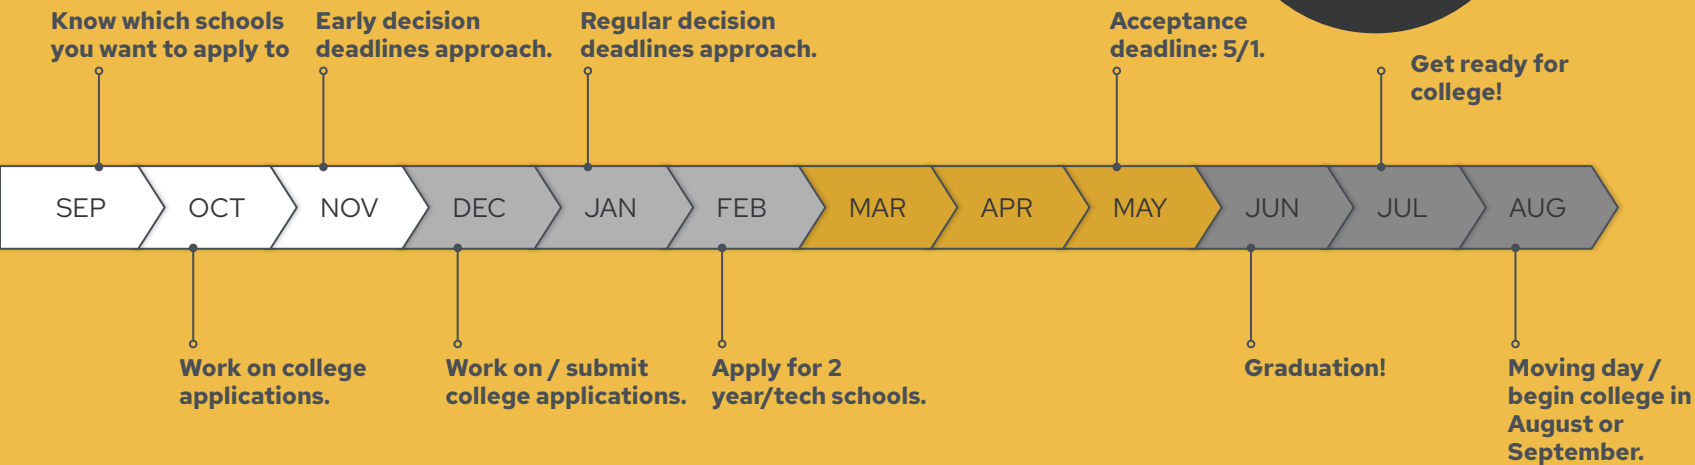 Know which schools
you want to apply to
Early decision
deadlines approach.
Regular decision
deadlines approach.
Acceptance
deadline: 5/1.
Get ready for
college!
SEP
OCT
NOV
DEC
JAN
FEB
MAR
APR
MAY
JUN
JUL
AUG
Work on college
applications.
Work on / submit
college applications.
Apply for 2
year/tech schools.
Graduation!
Moving day /
begin college in
August or
September.